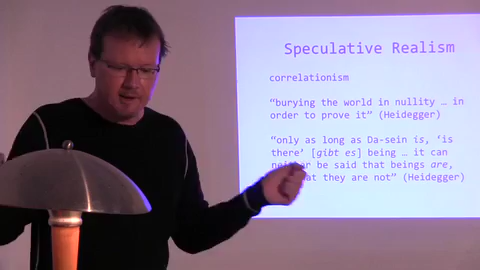 Speculative Realism
correlationism
“burying the world in nullity … in
order to prove it” (Heidegger)
“only as long as Da-sein is, ‘is
there’ [gibt es] being … it can
be said that beings are,
that they are not” (Heidegger)